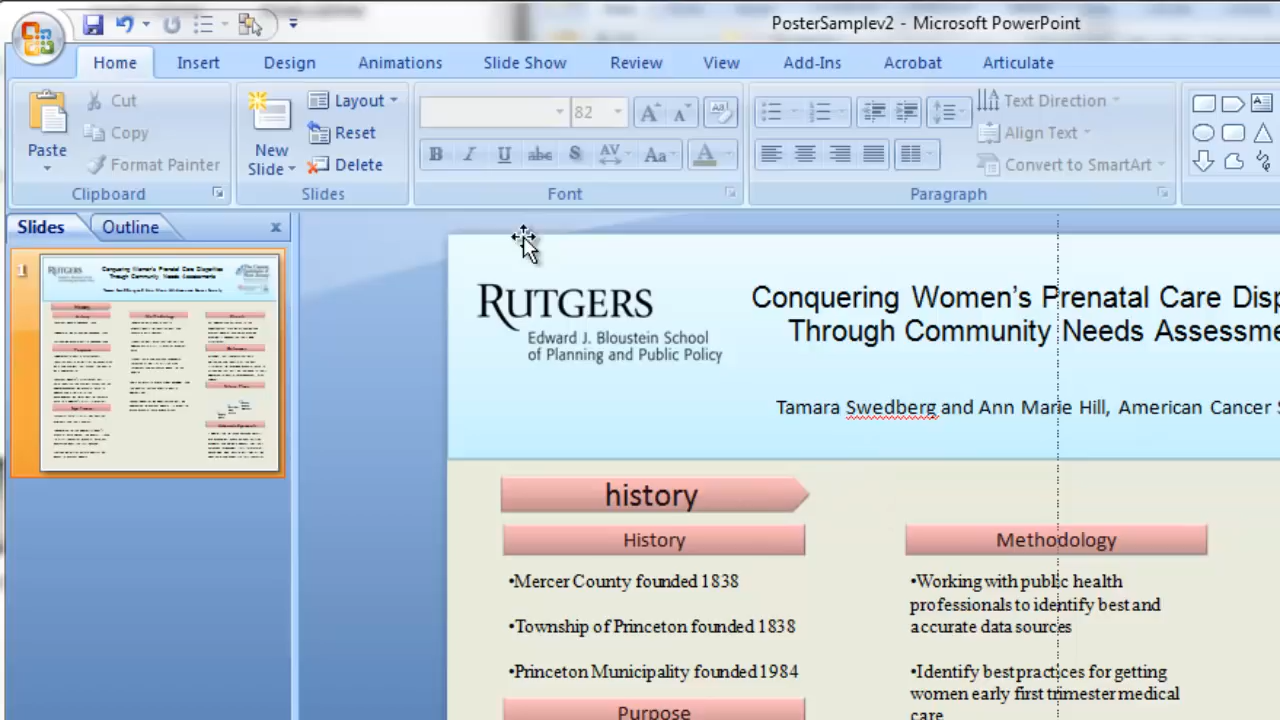 PosterSamplev2 - Microsoft PowerPoint
Home Insert Design Animations Slide Show Review View Add-Ins Acrobat Articulate
Paste
Cut
Copy
Format Painter
Clipboard
New
Slide
Layout
Reset
Delete
Slides
82
B I U abc S AV Aa A
Font
Text Direction
Align Text
Convert to SmartArt
Paragraph
Slides Outline
1
RUTGERS
Edward J. Bloustein School
of Planning and Public Policy
Conquering Women's Prenatal Care Disp
Through Community Needs Assessme
Tamara Swedberg and Ann Marie Hill, American Cancer S
history
History
•Mercer County founded 1838
•Township of Princeton founded 1838
•Princeton Municipality founded 1984
Purpose
Methodology
•Working with public health
professionals to identify best and
accurate data sources
•Identify best practices for getting
women early first trimester medical
care